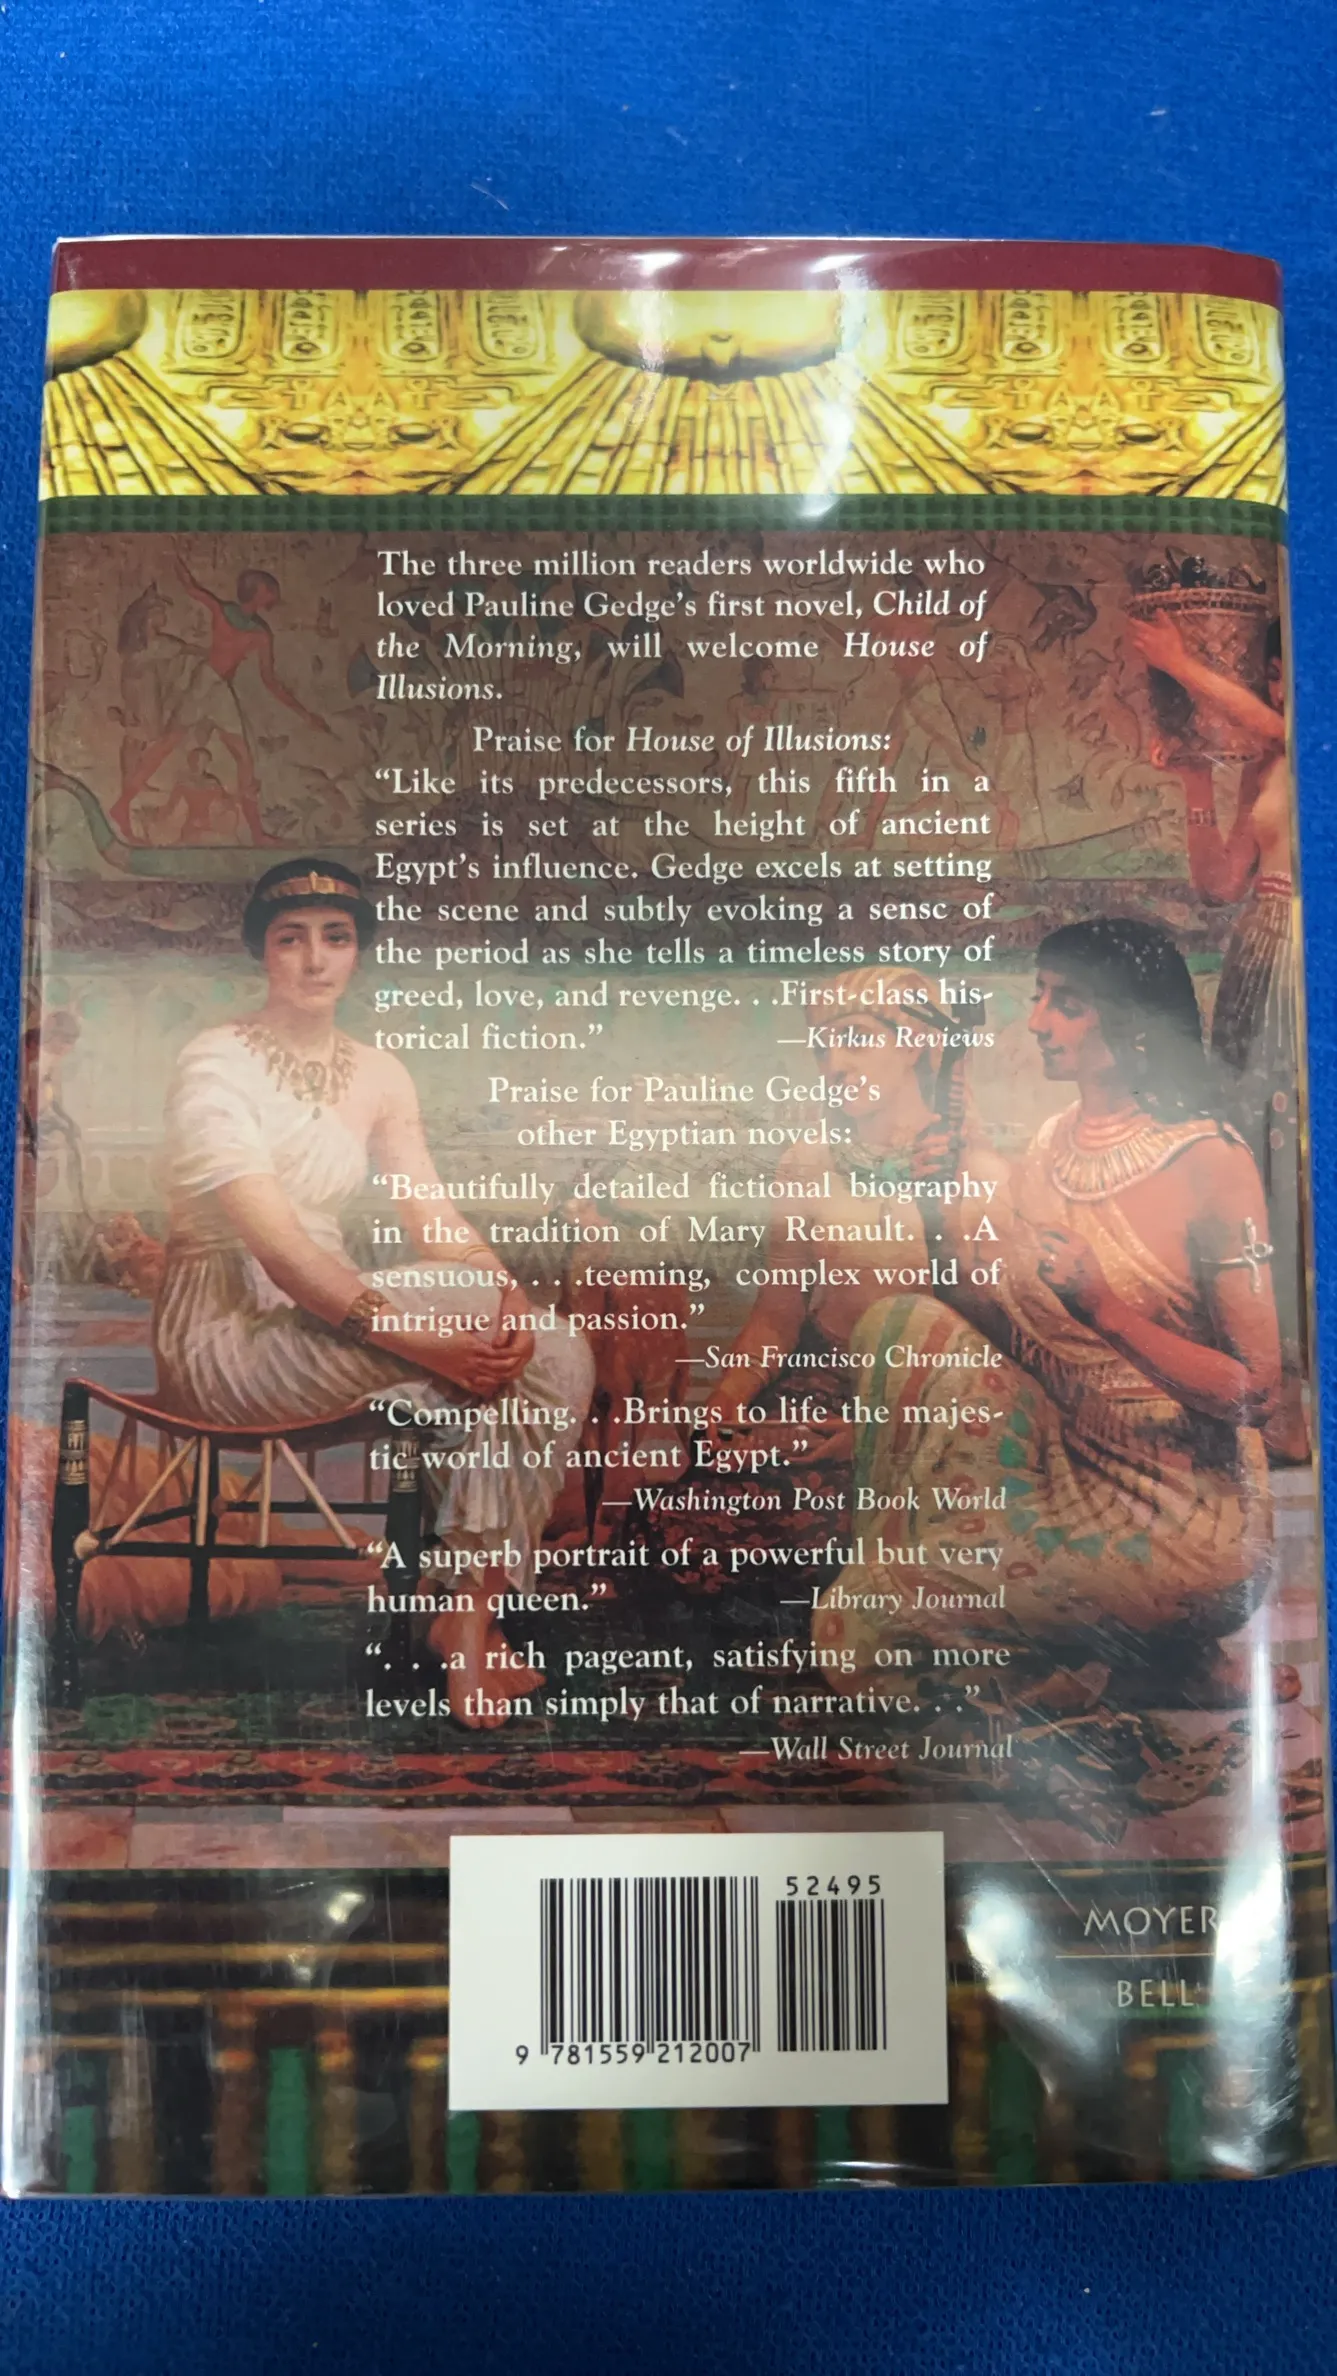 The three million readers worldwide who
loved Pauline Gedge's first novel, Child of
the Morning, will welcome House of
Illusions.
Praise for House of Illusions:
“Like its predecessors, this fifth in a
series is set at the height of ancient
Egypt's influence. Gedge excels at setting
the scene and subtly evoking a sense of
the period as she tells a timeless story of
greed, love, and revenge. . .First-class his-
torical fiction.” —Kirkus Reviews
Praise for Pauline Gedge's
other Egyptian novels:
“Beautifully detailed fictional biography
in the tradition of Mary Renault. . .A
sensuous, . . .teeming, complex world of
intrigue and passion.”
—San Francisco Chronicle
“Compelling. . .Brings to life the majes-
tic world of ancient Egypt.”
—Washington Post Book World
“A superb portrait of a powerful but very
human queen.” —Library Journal
“. . .a rich pageant, satisfying on more
levels than simply that of narrative. . .”
—Wall Street Journal
52495
9 781559 212007
MOYER
BELL